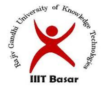 Rajiv Gandhi University of Knowledge Technologies
IIIT Basar